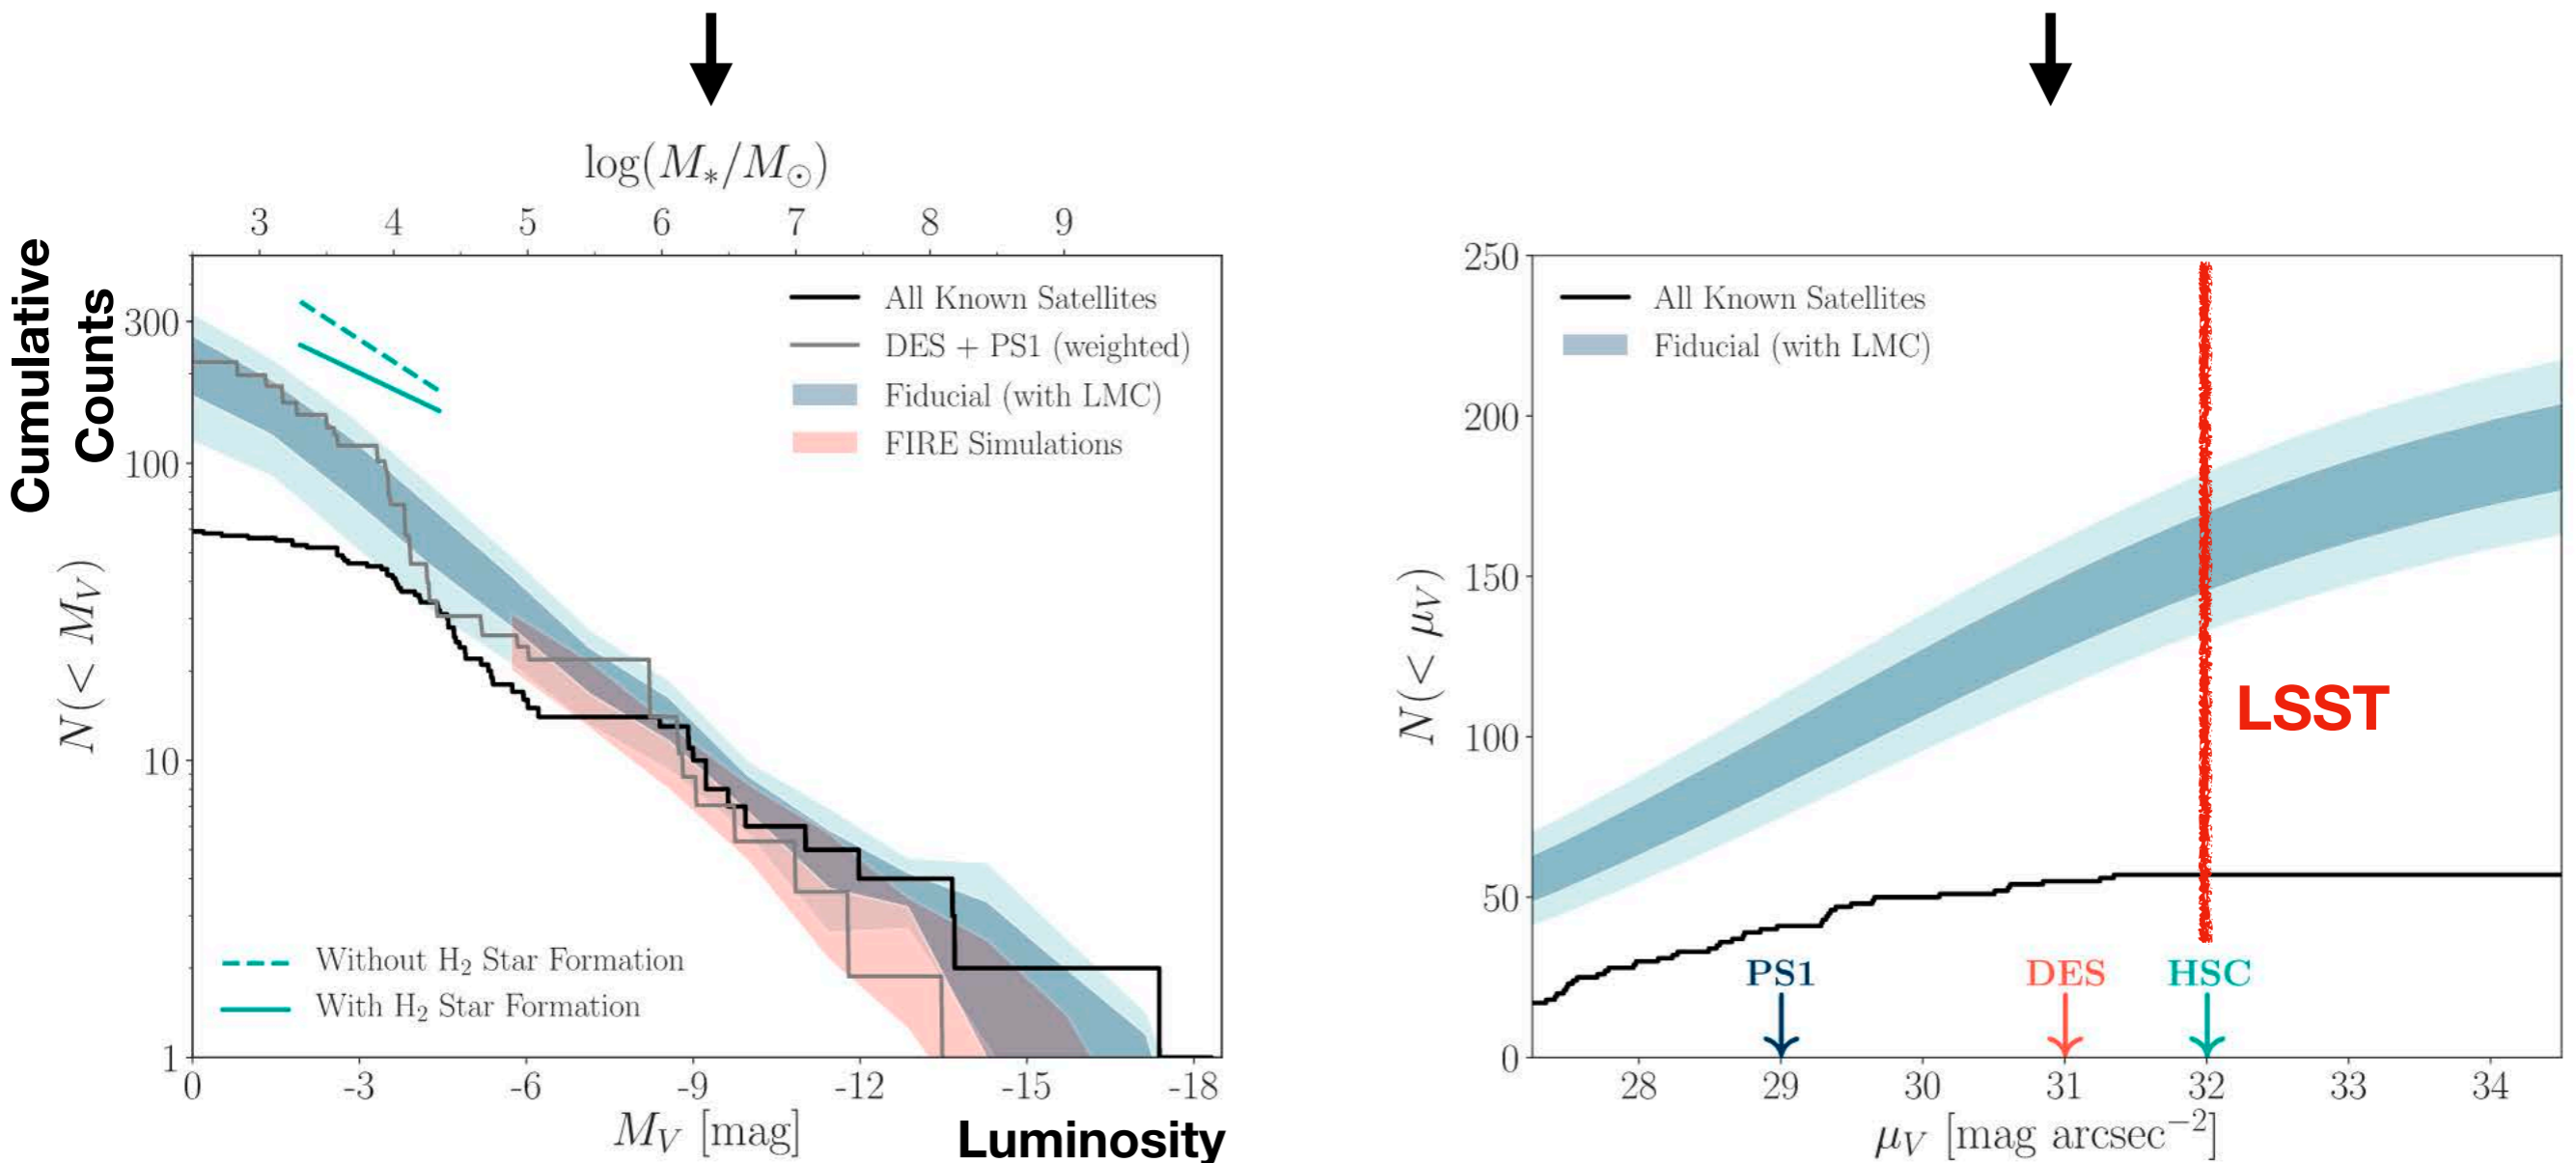 log(M_*/M_⊙)
3 4 5 6 7 8 9
Cumulative
Counts
N(< M_V)
300
100
10
1
All Known Satellites
DES + PS1 (weighted)
Fiducial (with LMC)
FIRE Simulations
Without H₂ Star Formation
With H₂ Star Formation
0 -3 -6 -9 -12 -15 -18
M_V [mag]
Luminosity
N(< μ_V)
250
200
150
100
50
0
All Known Satellites
Fiducial (with LMC)
LSST
PS1 DES HSC
28 29 30 31 32 33 34
μ_V [mag arcsec⁻²]